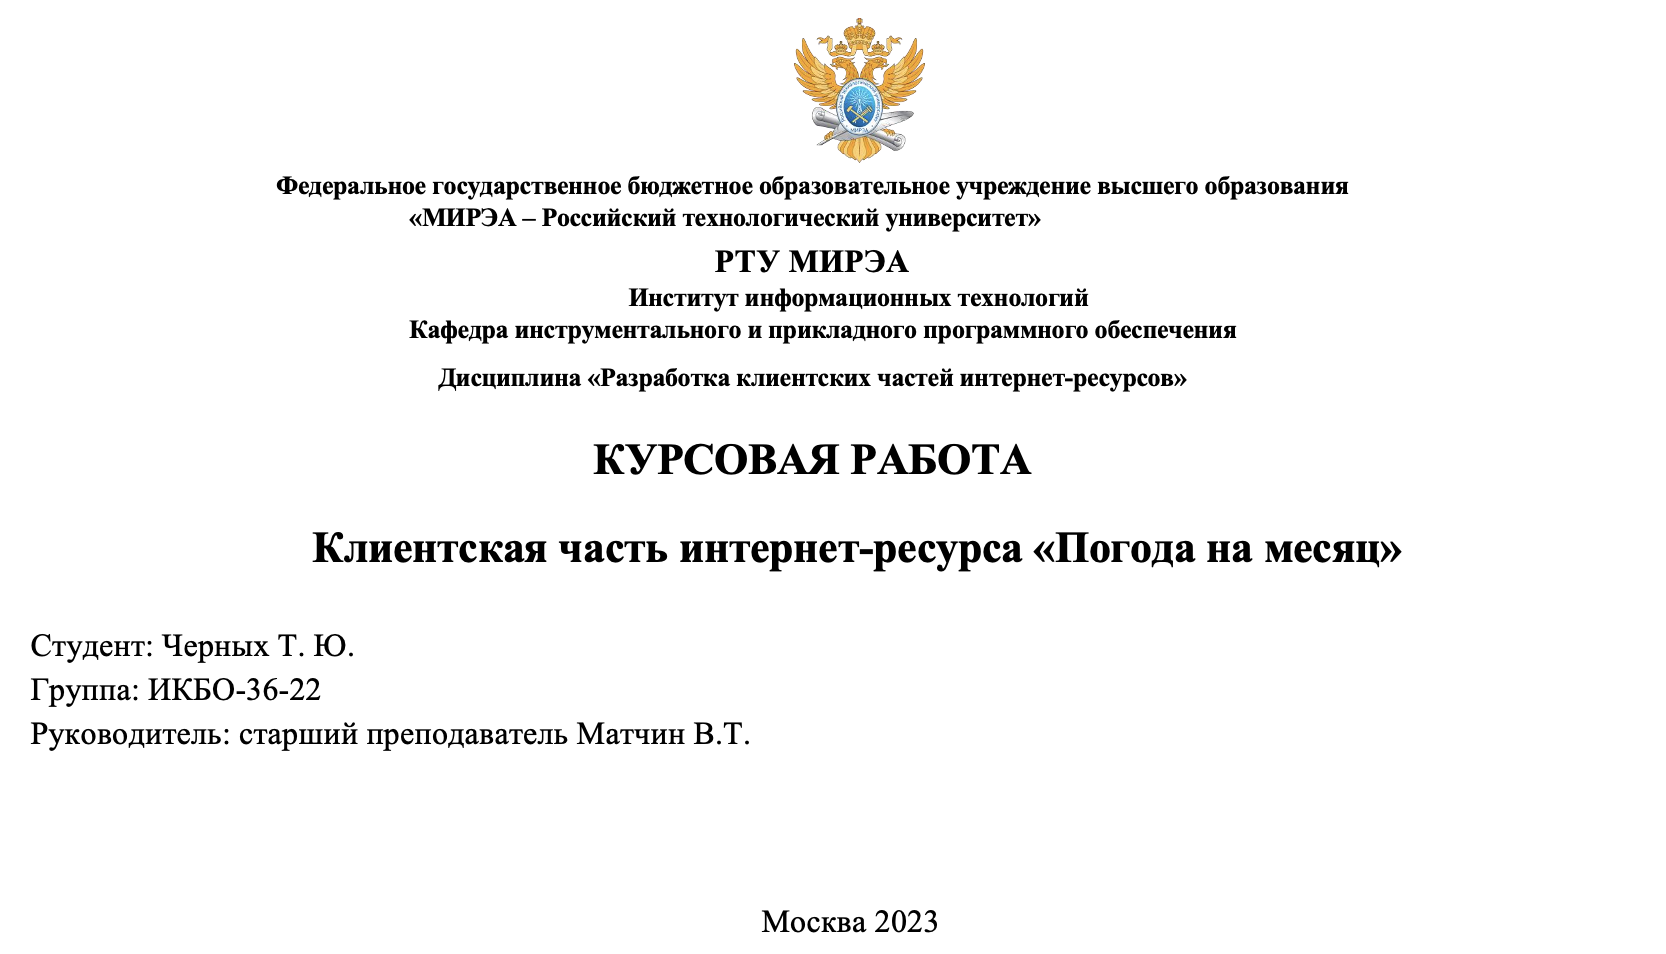 МИРЭА
Федеральное государственное бюджетное образовательное учреждение высшего образования
«МИРЭА – Российский технологический университет»
РТУ МИРЭА
Институт информационных технологий
Кафедра инструментального и прикладного программного обеспечения
Дисциплина «Разработка клиентских частей интернет-ресурсов»
КУРСОВАЯ РАБОТА
Клиентская часть интернет-ресурса «Погода на месяц»
Студент: Черных Т. Ю.
Группа: ИКБО-36-22
Руководитель: старший преподаватель Матчин В.Т.
Москва 2023